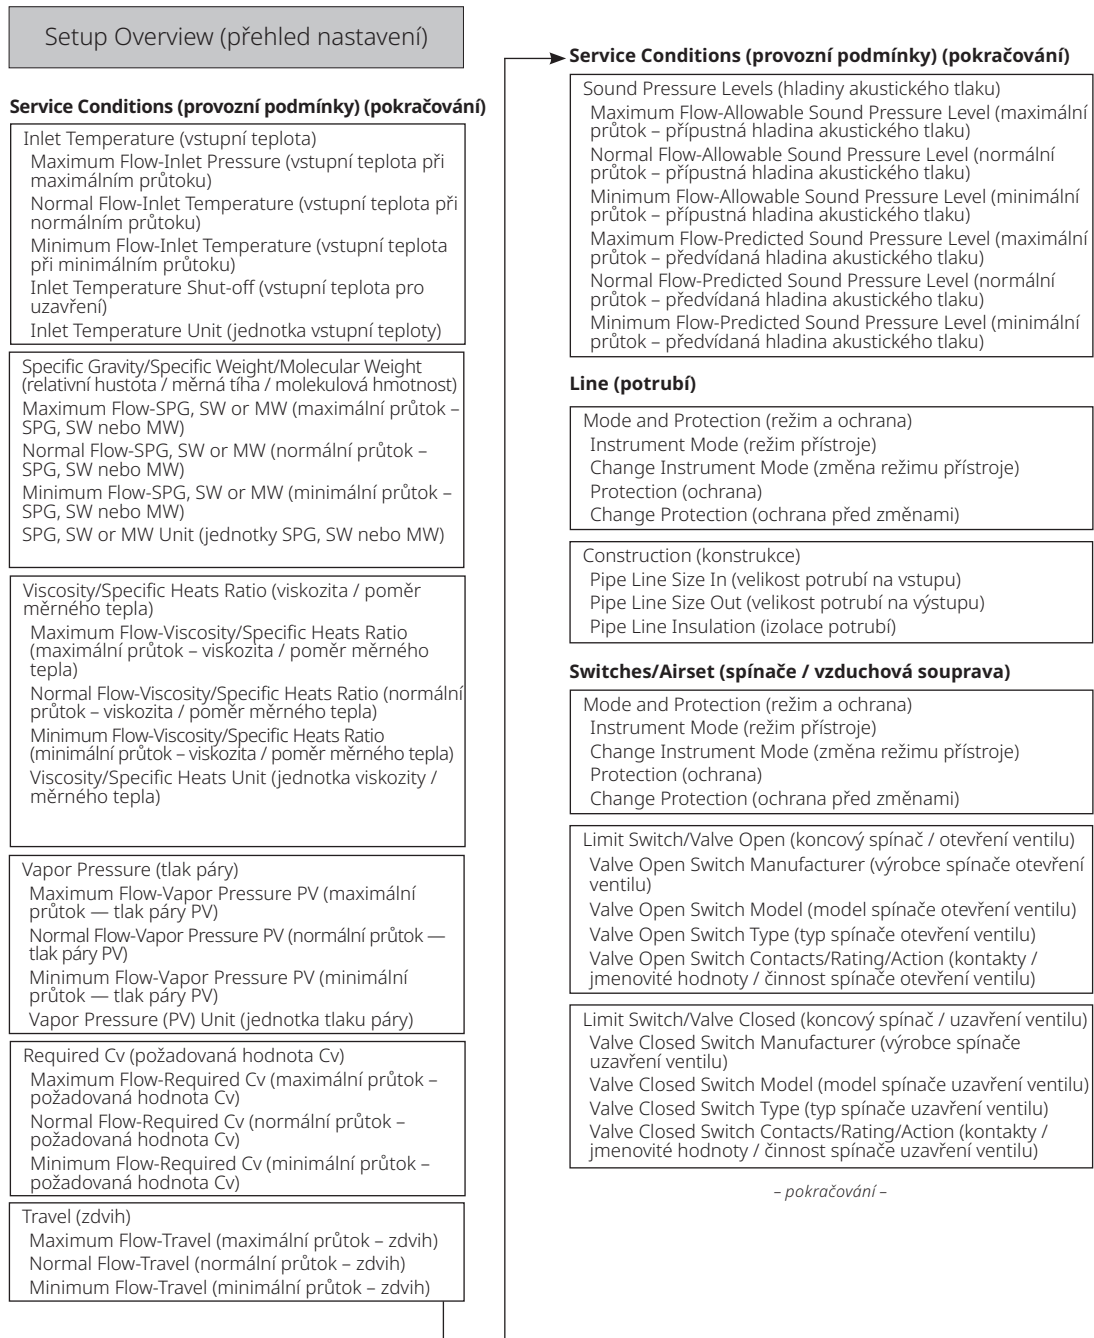 Setup Overview (přehled nastavení)
Service Conditions (provozní podmínky) (pokračování)
Inlet Temperature (vstupní teplota)
Maximum Flow-Inlet Pressure (vstupní teplota při
maximálním průtoku)
Normal Flow-Inlet Temperature (vstupní teplota při
normálním průtoku)
Minimum Flow-Inlet Temperature (vstupní teplota
při minimálním průtoku)
Inlet Temperature Shut-off (vstupní teplota pro
uzavření)
Inlet Temperature Unit (jednotka vstupní teploty)
Specific Gravity/Specific Weight/Molecular Weight
(relativní hustota / měrná tíha / molekulová hmotnost)
Maximum Flow-SPG, SW or MW (maximální průtok –
SPG, SW nebo MW)
Normal Flow-SPG, SW or MW (normální průtok –
SPG, SW nebo MW)
Minimum Flow-SPG, SW or MW (minimální průtok –
SPG, SW nebo MW)
SPG, SW or MW Unit (jednotky SPG, SW nebo MW)
Viscosity/Specific Heats Ratio (viskozita / poměr
měrného tepla)
Maximum Flow-Viscosity/Specific Heats Ratio
(maximální průtok – viskozita / poměr měrného
tepla)
Normal Flow-Viscosity/Specific Heats Ratio (normální
průtok – viskozita / poměr měrného tepla)
Minimum Flow-Viscosity/Specific Heats Ratio
(minimální průtok – viskozita / poměr měrného tepla)
Viscosity/Specific Heats Unit (jednotka viskozity /
měrného tepla)
Vapor Pressure (tlak páry)
Maximum Flow-Vapor Pressure PV (maximální
průtok — tlak páry PV)
Normal Flow-Vapor Pressure PV (normální průtok —
tlak páry PV)
Minimum Flow-Vapor Pressure PV (minimální
průtok — tlak páry PV)
Vapor Pressure (PV) Unit (jednotka tlaku páry)
Required Cv (požadovaná hodnota Cv)
Maximum Flow-Required Cv (maximální průtok –
požadovaná hodnota Cv)
Normal Flow-Required Cv (normální průtok –
požadovaná hodnota Cv)
Minimum Flow-Required Cv (minimální průtok –
požadovaná hodnota Cv)
Travel (zdvih)
Maximum Flow-Travel (maximální průtok – zdvih)
Normal Flow-Travel (normální průtok – zdvih)
Minimum Flow-Travel (minimální průtok – zdvih)
Service Conditions (provozní podmínky) (pokračování)
Sound Pressure Levels (hladiny akustického tlaku)
Maximum Flow-Allowable Sound Pressure Level (maximální
průtok – přípustná hladina akustického tlaku)
Normal Flow-Allowable Sound Pressure Level (normální
průtok – přípustná hladina akustického tlaku)
Minimum Flow-Allowable Sound Pressure Level (minimální
průtok – přípustná hladina akustického tlaku)
Maximum Flow-Predicted Sound Pressure Level (maximální
průtok – předvídaná hladina akustického tlaku)
Normal Flow-Predicted Sound Pressure Level (normální
průtok – předvídaná hladina akustického tlaku)
Minimum Flow-Predicted Sound Pressure Level (minimální
průtok – předvídaná hladina akustického tlaku)
Line (potrubí)
Mode and Protection (režim a ochrana)
Instrument Mode (režim přístroje)
Change Instrument Mode (změna režimu přístroje)
Protection (ochrana)
Change Protection (ochrana před změnami)
Construction (konstrukce)
Pipe Line Size In (velikost potrubí na vstupu)
Pipe Line Size Out (velikost potrubí na výstupu)
Pipe Line Insulation (izolace potrubí)
Switches/Airset (spínače / vzduchová souprava)
Mode and Protection (režim a ochrana)
Instrument Mode (režim přístroje)
Change Instrument Mode (změna režimu přístroje)
Protection (ochrana)
Change Protection (ochrana před změnami)
Limit Switch/Valve Open (koncový spínač / otevření ventilu)
Valve Open Switch Manufacturer (výrobce spínače otevření
ventilu)
Valve Open Switch Model (model spínače otevření ventilu)
Valve Open Switch Type (typ spínače otevření ventilu)
Valve Open Switch Contacts/Rating/Action (kontakty /
jmenovité hodnoty / činnost spínače otevření ventilu)
Limit Switch/Valve Closed (koncový spínač / uzavření ventilu)
Valve Closed Switch Manufacturer (výrobce spínače
uzavření ventilu)
Valve Closed Switch Model (model spínače uzavření ventilu)
Valve Closed Switch Type (typ spínače uzavření ventilu)
Valve Closed Switch Contacts/Rating/Action (kontakty /
jmenovité hodnoty / činnost spínače uzavření ventilu)
– pokračování –